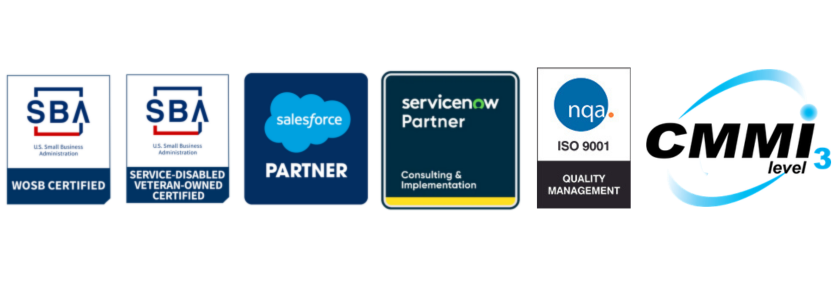 SBA
U.S. Small Business
Administration
WOSB CERTIFIED
SBA
U.S. Small Business
Administration
SERVICE-DISABLED
VETERAN-OWNED
CERTIFIED
salesforce
PARTNER
servicenow
Partner
Consulting &
Implementation
nqa.
ISO 9001
QUALITY
MANAGEMENT
CMMI
level 3